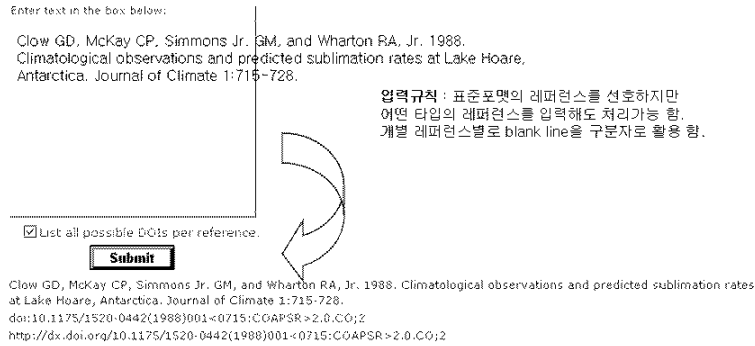 Enter text in the box below:
Clow GD, McKay CP, Simmons Jr. GM, and Wharton RA, Jr. 1988.
Climatological observations and predicted sublimation rates at Lake Hoare,
Antarctica. Journal of Climate 1:715-728.
입력규칙 : 표준포맷의 레퍼런스를 선호하지만
어떤 타입의 레퍼런스를 입력해도 처리가능 함.
개별 레퍼런스별로 blank line을 구분자로 활용 함.
List all possible DOIs per reference.
Submit
Clow GD, McKay CP, Simmons Jr. GM, and Wharton RA, Jr. 1988. Climatological observations and predicted sublimation rates
at Lake Hoare, Antarctica. Journal of Climate 1:715-728.
doi:10.1175/1520-0442(1988)001<0715:COAPSR>2.0.CO;2
http://dx.doi.org/10.1175/1520-0442(1988)001<0715:COAPSR>2.0.CO;2